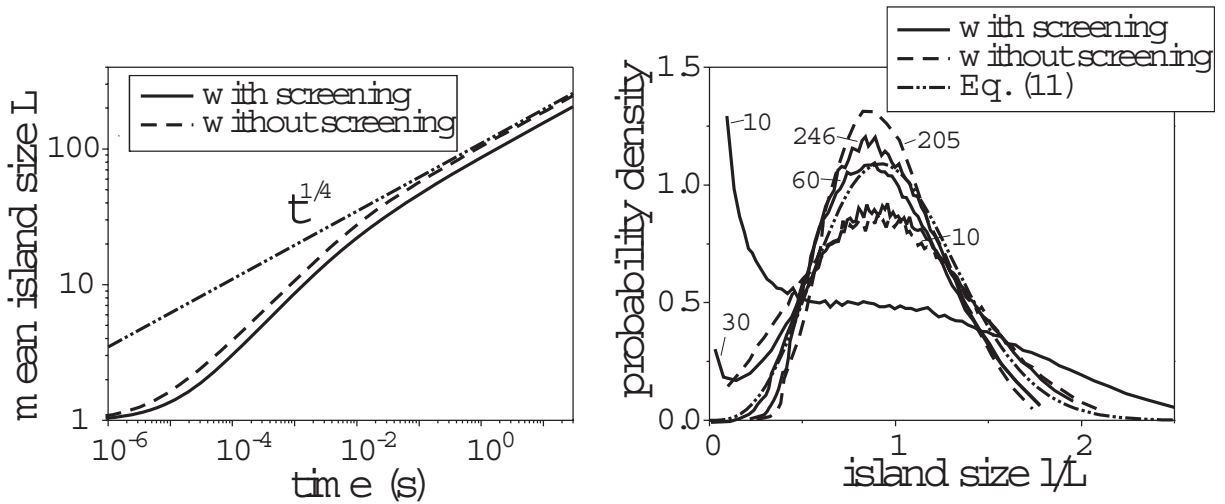 with screening
without screening
mean island size L
100
10
1
t^{1/4}
10^{-6}
10^{-4}
10^{-2}
10^{0}
time (s)
with screening
without screening
Eq. (11)
probability density
1.5
1.0
0.5
0.0
10
246
205
60
10
30
0
1
2
island size l/L